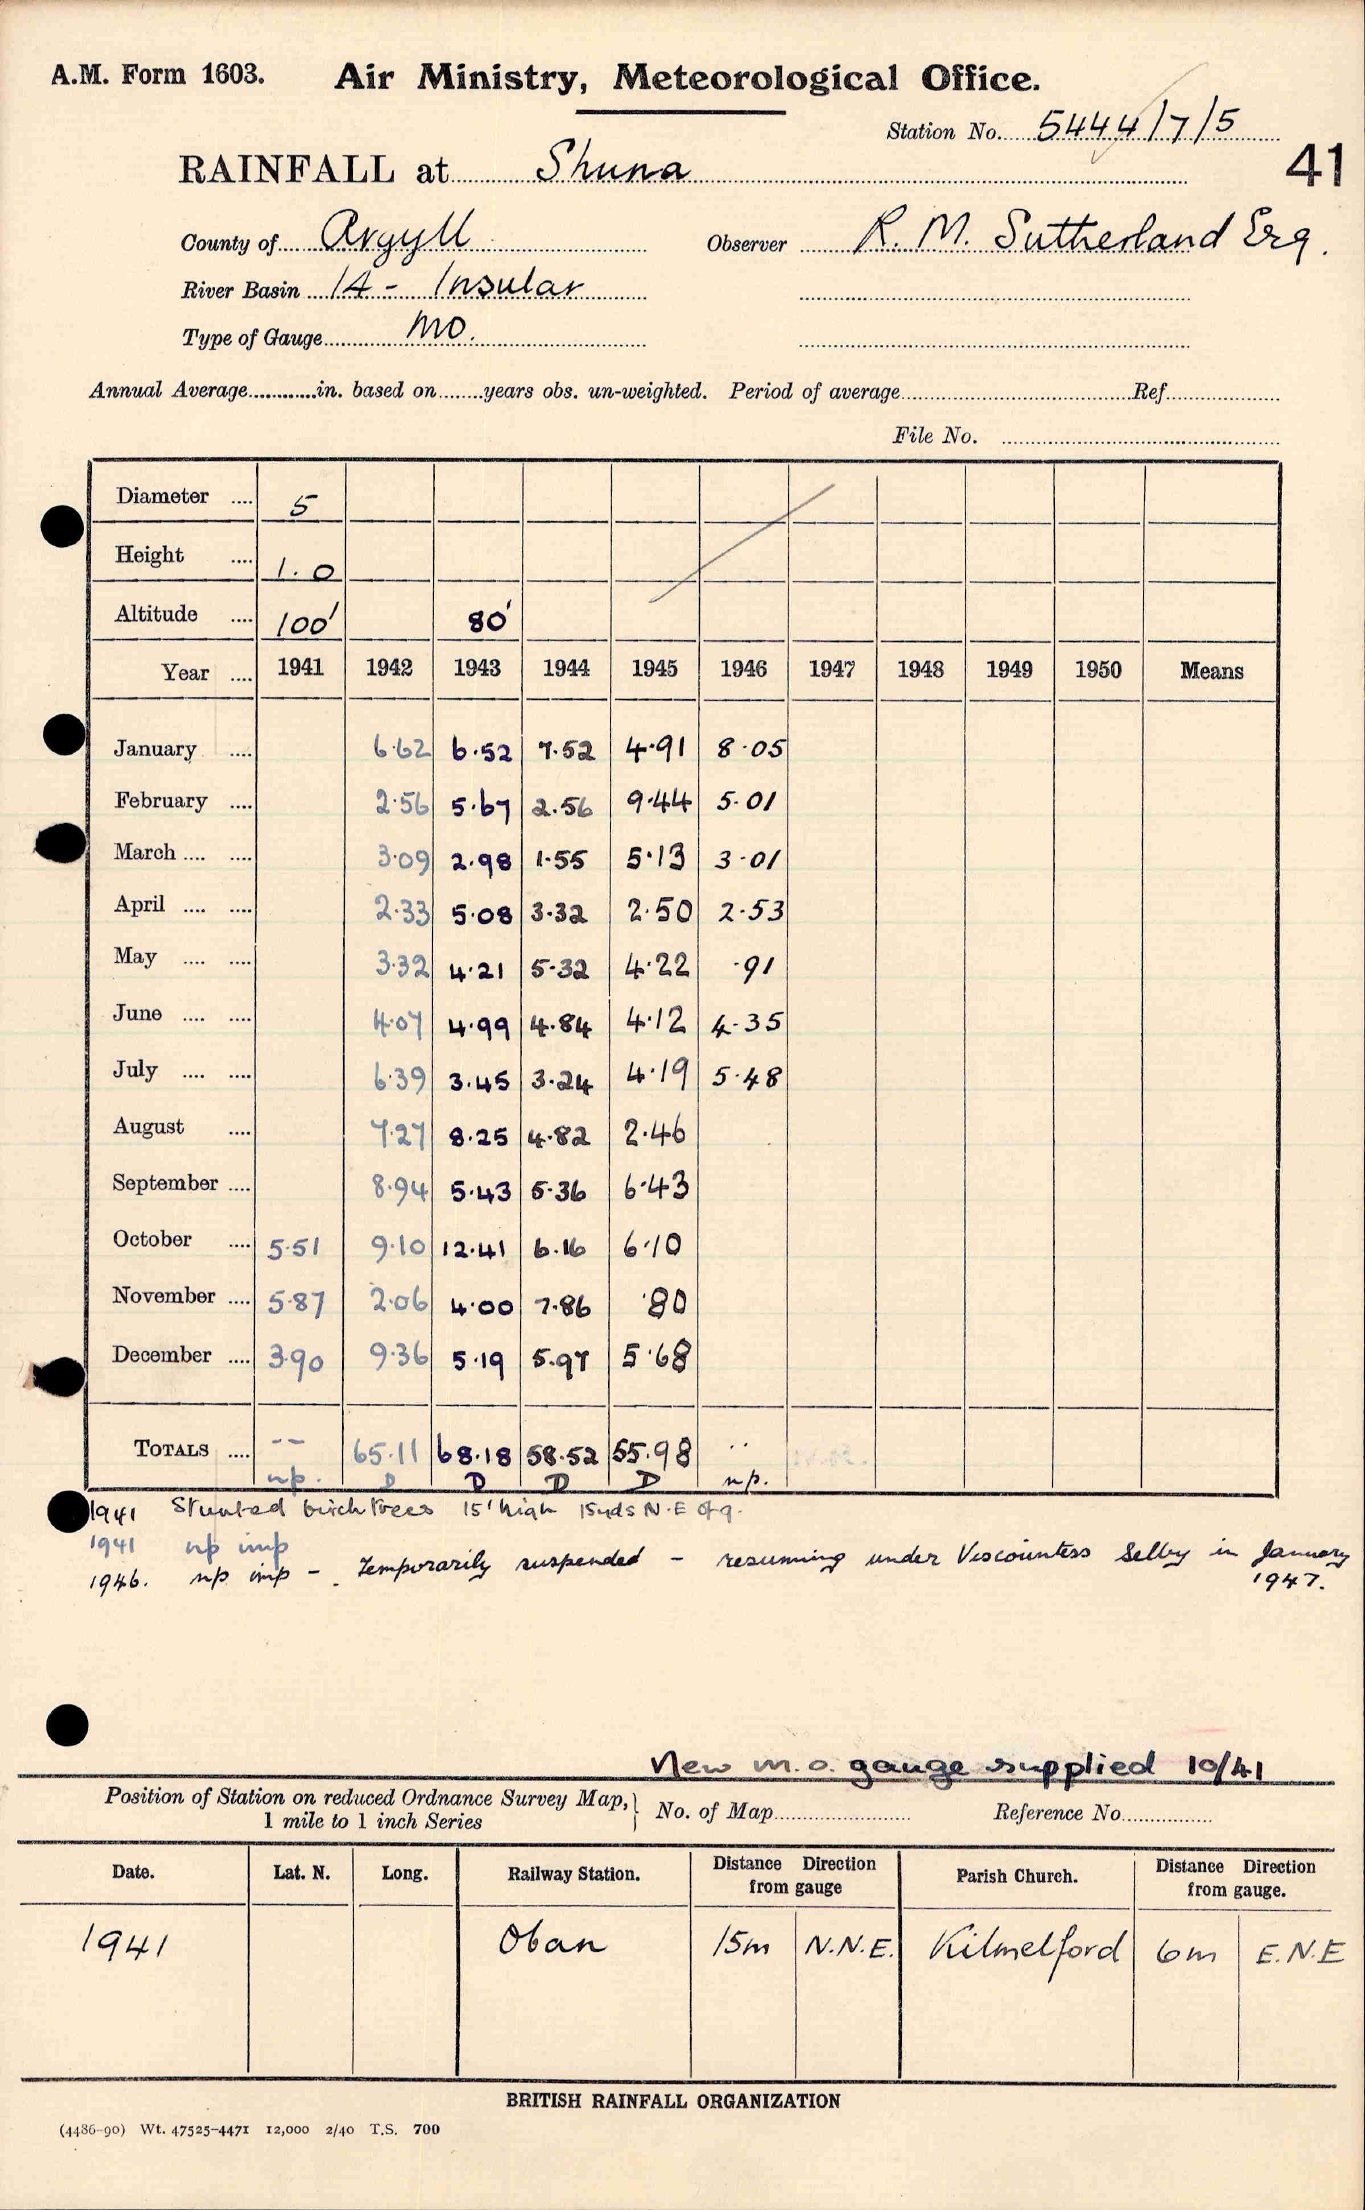 A.M. Form 1603. Air Ministry, Meteorological Office.
Station No. 5444/7/5
41
RAINFALL at Shuna
County of Argyll Observer R. M. Sutherland Esq.
River Basin 14 - Insular
Type of Gauge MO.
Annual Average............in. based on........years obs. un-weighted. Period of average........Ref........
File No. ........
Diameter .... 5
Height .... 1.0
Altitude .... 100' 80'
Year .... 1941 1942 1943 1944 1945 1946 1947 1948 1949 1950 Means
January .... 6.62 6.52 7.52 4.91 8.05
February .... 2.56 5.67 2.56 9.44 5.01
March .... .... 3.09 2.98 1.55 5.13 3.01
April .... .... 2.33 5.08 3.32 2.50 2.53
May .... .... 3.32 4.21 5.32 4.22 .91
June .... .... 4.07 4.99 4.84 4.12 4.35
July .... .... 6.39 3.45 3.24 4.19 5.48
August .... 7.27 8.25 4.82 2.46
September .... 8.94 5.43 5.36 6.43
October .... 5.51 9.10 12.41 6.16 6.10
November .... 5.87 2.06 4.00 7.86 .80
December .... 3.90 9.36 5.19 5.97 5.68
TOTALS .... -- 65.11 68.18 58.52 55.98 ..
np. D D D D np.
1941 Stunted birch trees 15' high 15yds N.E of g.
1941 np imp
1946. np imp - Temporarily suspended - resuming under Viscountess Selby in January
1947.
New m.o. gauge supplied 10/41
Position of Station on reduced Ordnance Survey Map, 1 mile to 1 inch Series } No. of Map........ Reference No........
Date. Lat. N. Long. Railway Station. Distance Direction from gauge Parish Church. Distance Direction from gauge.
1941 Oban 15m N.N.E. Kilmelford 6m E.N.E
BRITISH RAINFALL ORGANIZATION
(4486-90) Wt. 47525-4471 12,000 2/40 T.S. 700